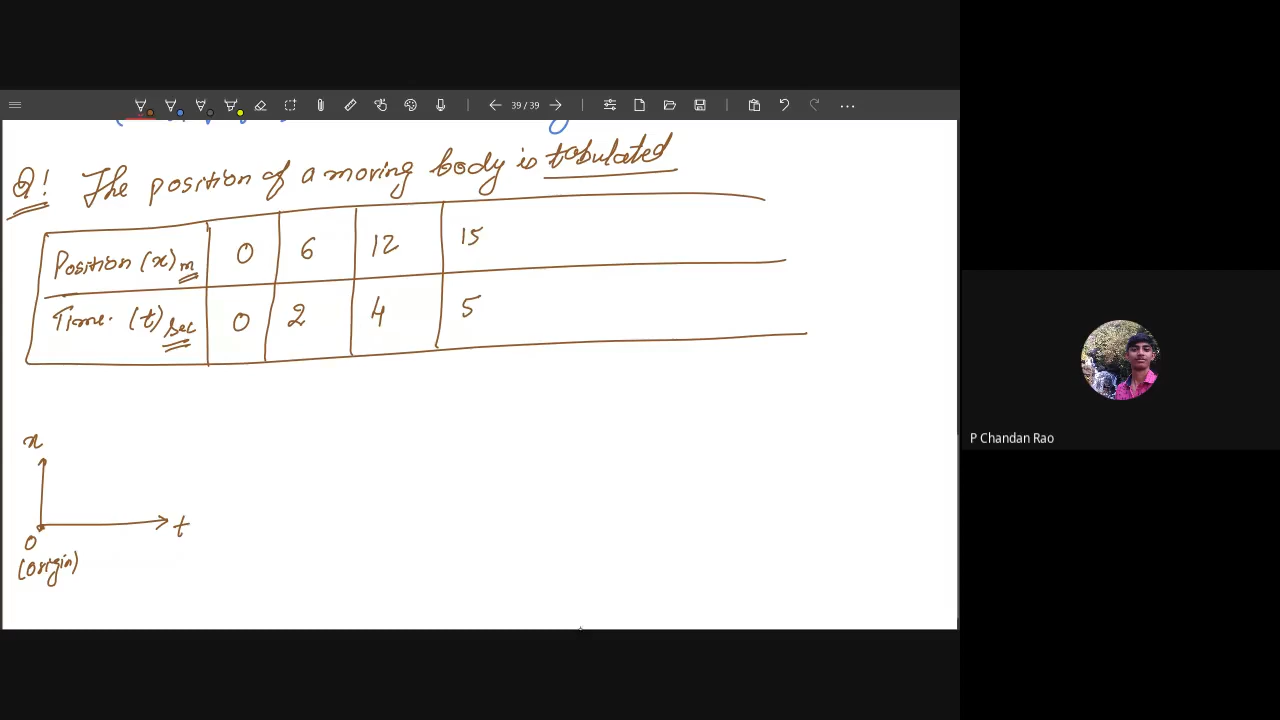 39 / 39
Q! The position of a moving body is tabulated
Position (x) m 0 6 12 15
Time. (t) sec 0 2 4 5
x
t
O
(origin)
P Chandan Rao